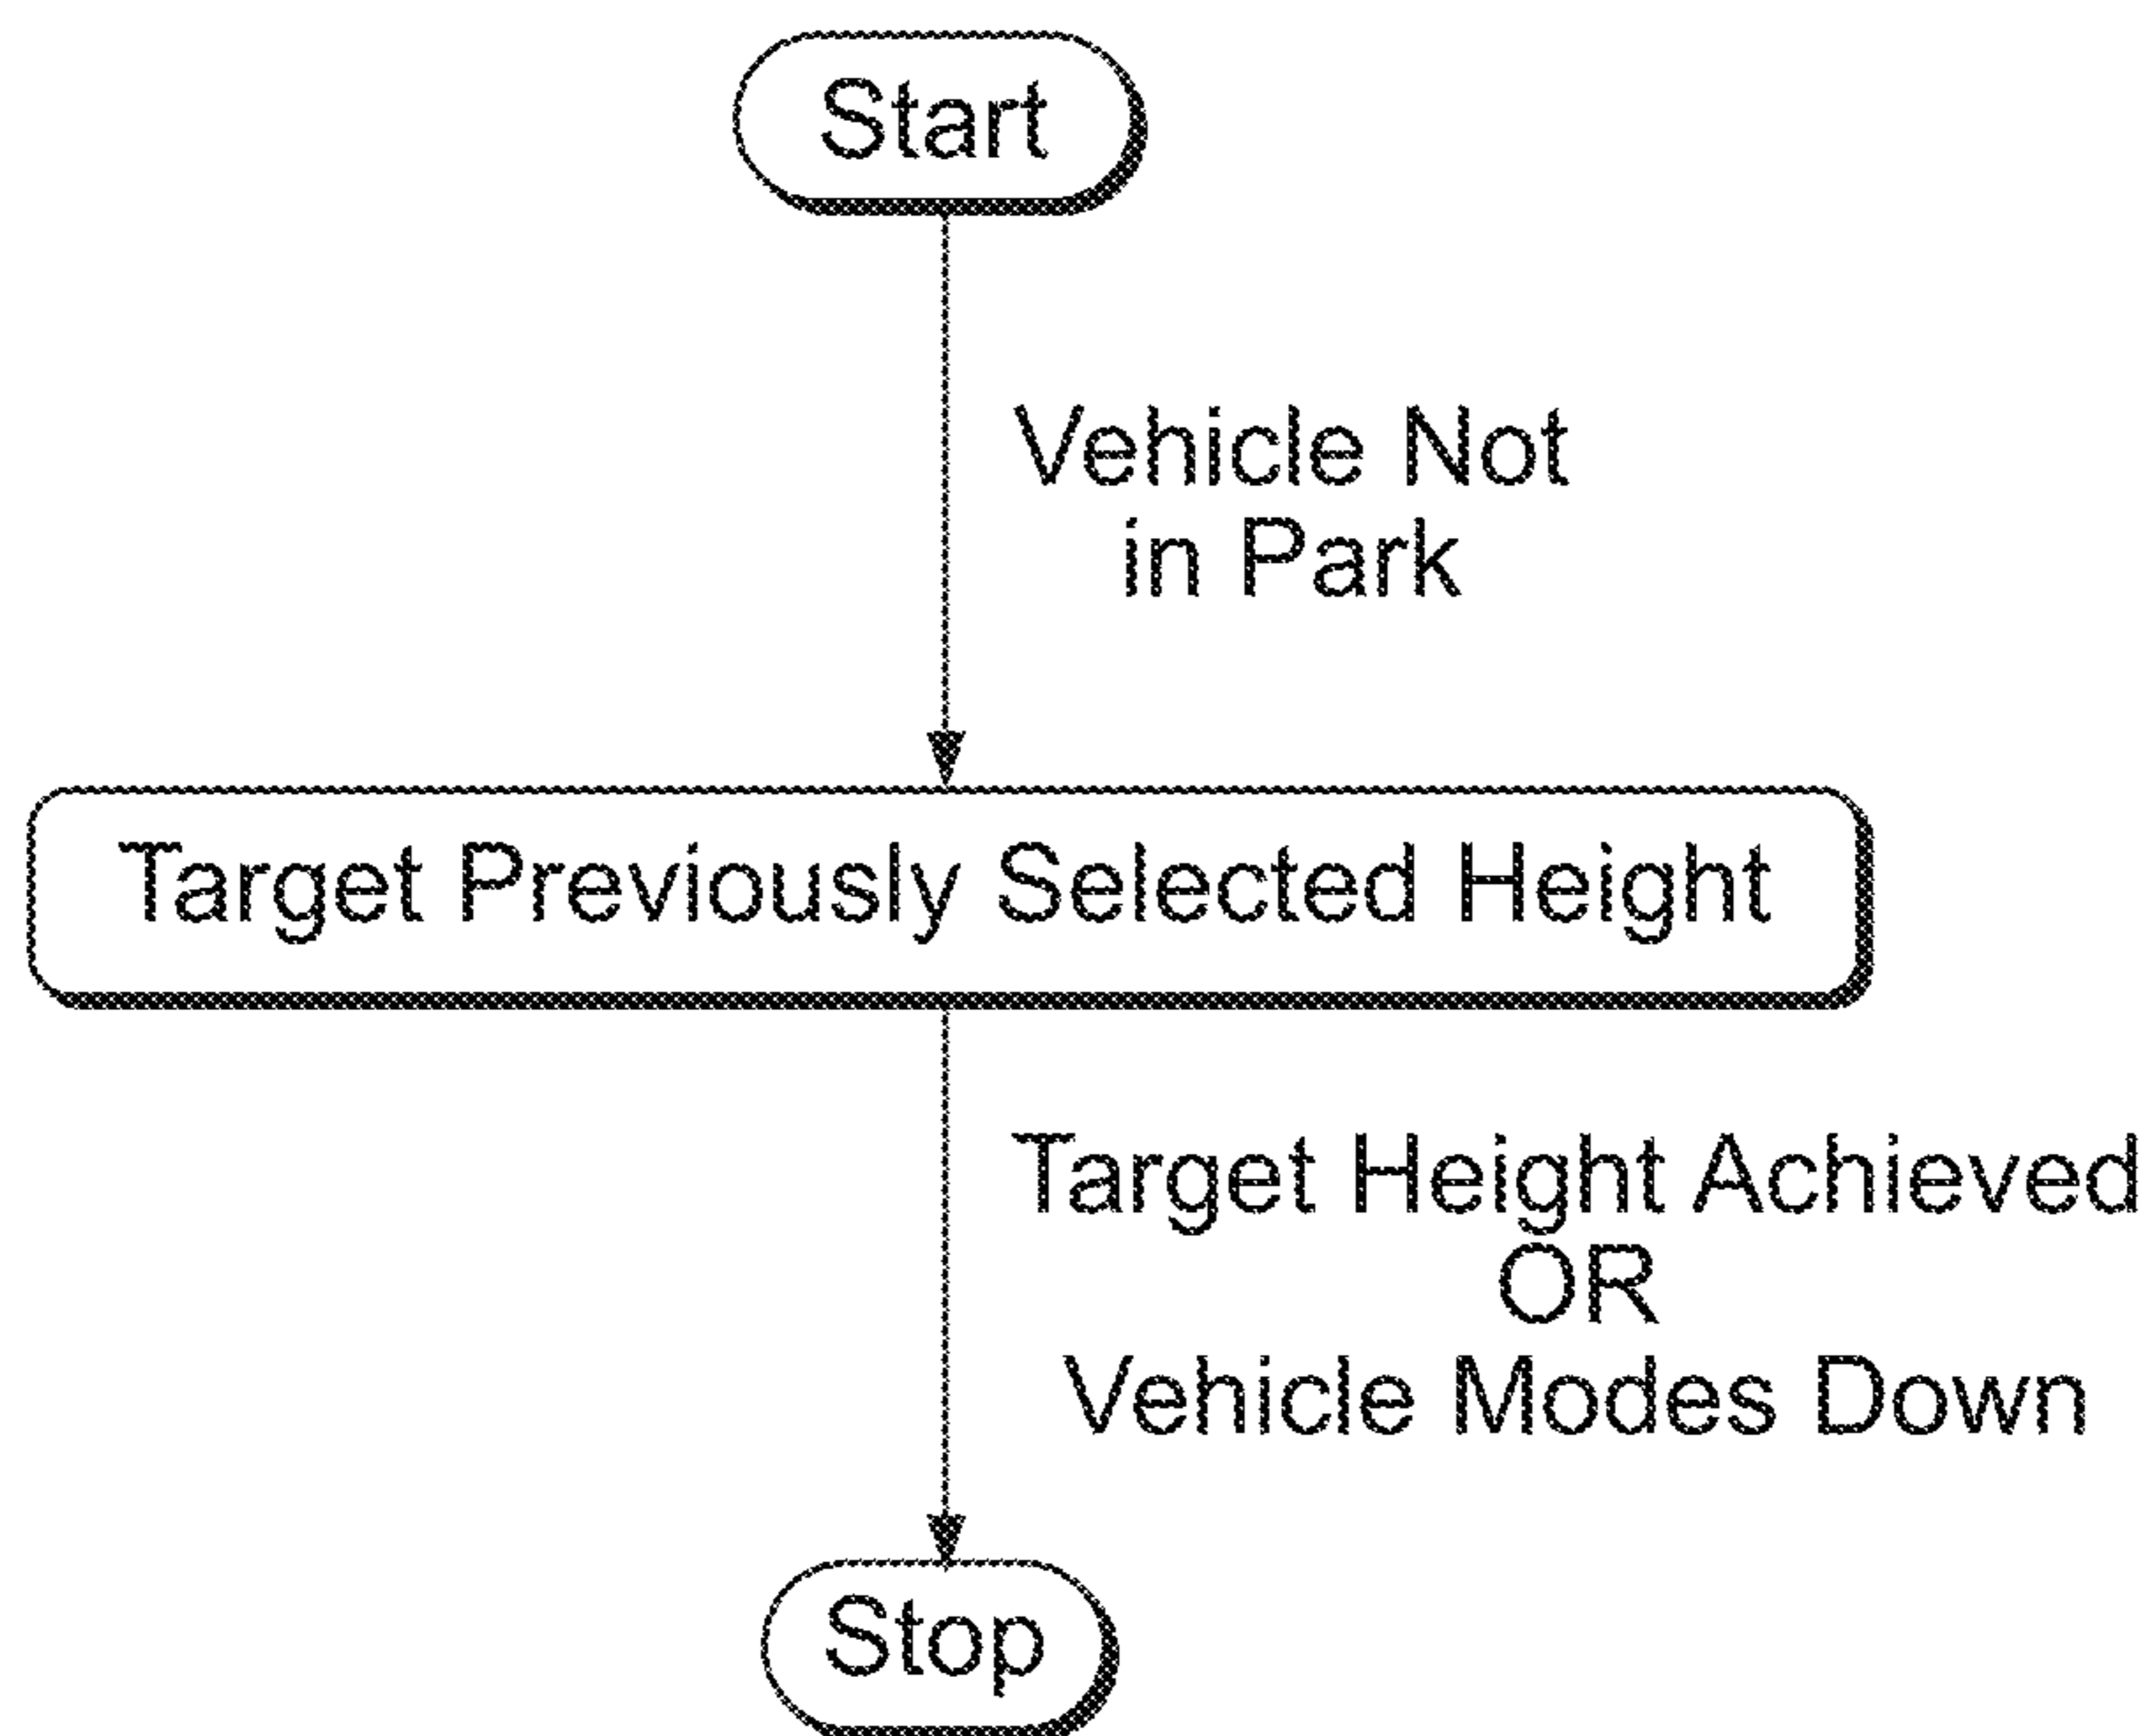 Start
Vehicle Not
in Park
Target Previously Selected Height
Target Height Achieved
OR
Vehicle Modes Down
Stop